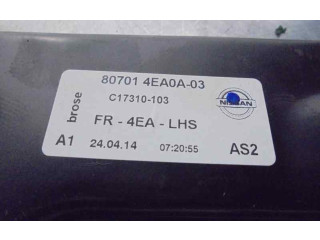 80701 4EA0A-03
brose
C17310-103
NISSAN
FR - 4EA - LHS
A1 24.04.14 07:20:55 AS2